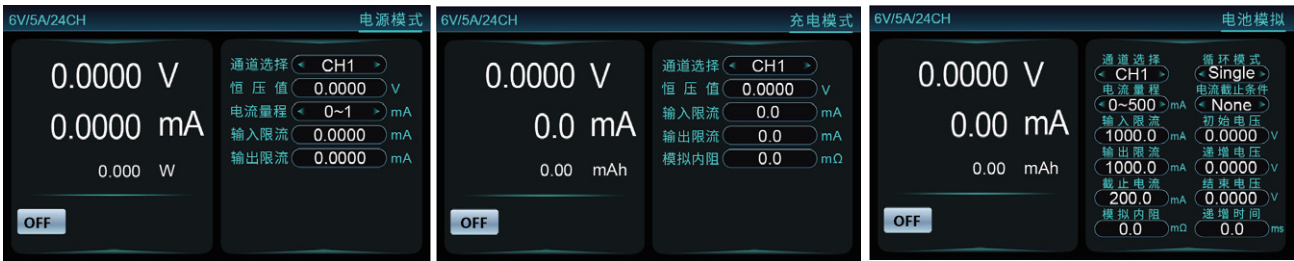 6V/5A/24CH 电源模式
0.0000 V
0.0000 mA
0.000 W
OFF
通道选择 CH1
恒压值 0.0000 V
电流量程 0~1 mA
输入限流 0.0000 mA
输出限流 0.0000 mA
6V/5A/24CH 充电模式
0.0000 V
0.0 mA
0.00 mAh
OFF
通道选择 CH1
恒压值 0.0000 V
输入限流 0.0 mA
输出限流 0.0 mA
模拟内阻 0.0 mΩ
6V/5A/24CH 电池模拟
0.0000 V
0.00 mA
0.00 mAh
OFF
通道选择 循环模式
CH1 Single
电流量程 电流截止条件
0~500 mA None
输入限流 初始电压
1000.0 mA 0.0000 V
输出限流 递增电压
1000.0 mA 0.0000 V
截止电流 结束电压
200.0 mA 0.0000 V
模拟内阻 递增时间
0.0 mΩ 0.0 ms